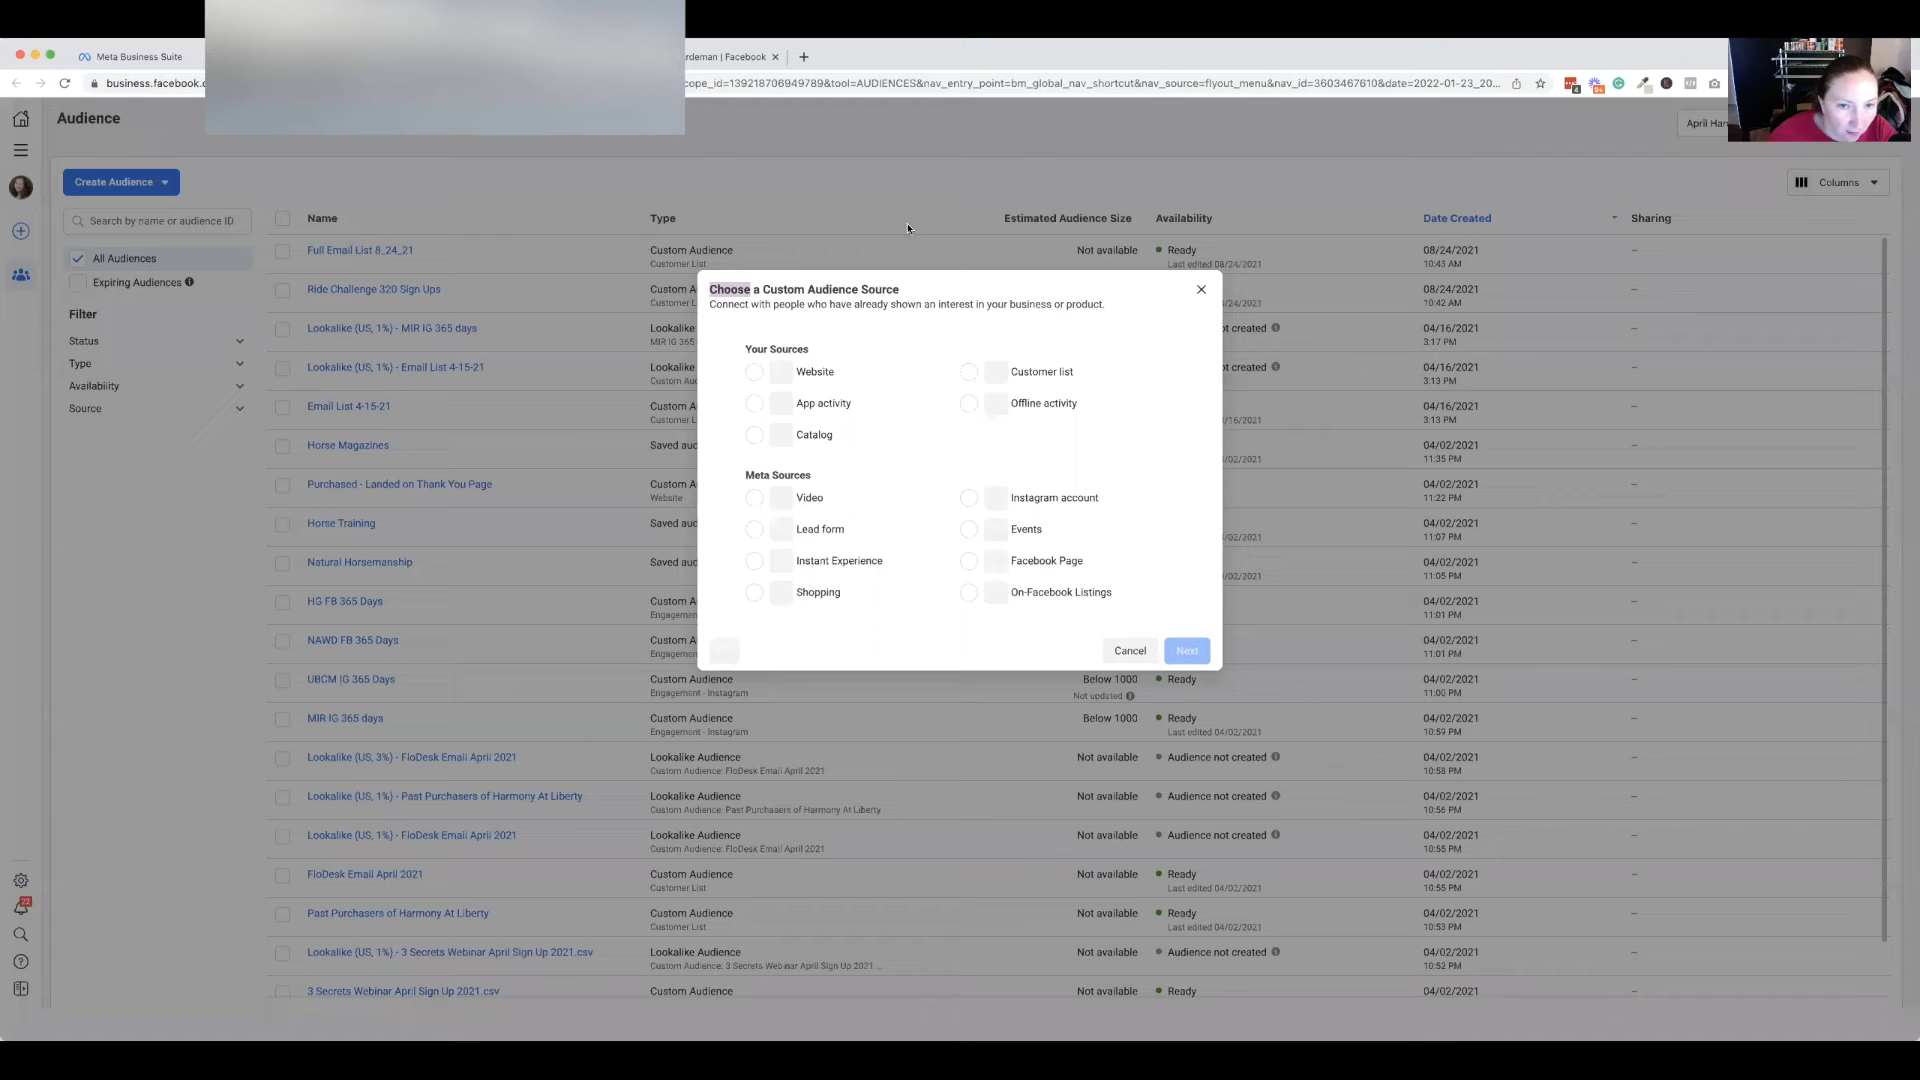 Meta Business Suite
rdeman | Facebook
business.facebook.c
cope_id=139218706949789&tool=AUDIENCES&nav_entry_point=bm_global_nav_shortcut&nav_source=flyout_menu&nav_id=3603467610&date=2022-01-23_20...
Audience
April Har
Create Audience
Columns
Search by name or audience ID
Name Type Estimated Audience Size Availability Date Created Sharing
All Audiences
Expiring Audiences
Filter
Status
Type
Availability
Source
22
Full Email List 8_24_21 Custom Audience Not available Ready 08/24/2021 –
Customer List Last edited 08/24/2021 10:43 AM
Ride Challenge 320 Sign Ups Custom A 08/24/2021 –
Customer L /24/2021 10:42 AM
Lookalike (US, 1%) - MIR IG 365 days Lookalike ot created 04/16/2021 –
MIR IG 365 3:17 PM
Lookalike (US, 1%) - Email List 4-15-21 Lookalike ot created 04/16/2021 –
Custom Au 3:13 PM
Email List 4-15-21 Custom A 04/16/2021 –
Customer L /16/2021 3:13 PM
Horse Magazines Saved aud 04/02/2021 –
/02/2021 11:35 PM
Purchased - Landed on Thank You Page Custom A 04/02/2021 –
Website 11:22 PM
Horse Training Saved aud 04/02/2021 –
/02/2021 11:07 PM
Natural Horsemanship Saved aud 04/02/2021 –
/02/2021 11:05 PM
HG FB 365 Days Custom A 04/02/2021 –
Engagemen 11:01 PM
NAWD FB 365 Days Custom A 04/02/2021 –
Engagemen 11:01 PM
UBCM IG 365 Days Custom Audience Below 1000 Ready 04/02/2021 –
Engagement - Instagram Not updated 11:00 PM
MIR IG 365 days Custom Audience Below 1000 Ready 04/02/2021 –
Engagement - Instagram Last edited 04/02/2021 10:59 PM
Lookalike (US, 3%) - FloDesk Email April 2021 Lookalike Audience Not available Audience not created 04/02/2021 –
Custom Audience: FloDesk Email April 2021 10:58 PM
Lookalike (US, 1%) - Past Purchasers of Harmony At Liberty Lookalike Audience Not available Audience not created 04/02/2021 –
Custom Audience: Past Purchasers of Harmony At Liberty 10:56 PM
Lookalike (US, 1%) - FloDesk Email April 2021 Lookalike Audience Not available Audience not created 04/02/2021 –
Custom Audience: FloDesk Email April 2021 10:55 PM
FloDesk Email April 2021 Custom Audience Not available Ready 04/02/2021 –
Customer List Last edited 04/02/2021 10:55 PM
Past Purchasers of Harmony At Liberty Custom Audience Not available Ready 04/02/2021 –
Customer List Last edited 04/02/2021 10:53 PM
Lookalike (US, 1%) - 3 Secrets Webinar April Sign Up 2021.csv Lookalike Audience Not available Audience not created 04/02/2021 –
Custom Audience: 3 Secrets Webinar April Sign Up 2021.... 10:52 PM
3 Secrets Webinar April Sign Up 2021.csv Custom Audience Not available Ready 04/02/2021 –
Choose a Custom Audience Source
Connect with people who have already shown an interest in your business or product.
Your Sources
Website Customer list
App activity Offline activity
Catalog
Meta Sources
Video Instagram account
Lead form Events
Instant Experience Facebook Page
Shopping On-Facebook Listings
Cancel Next